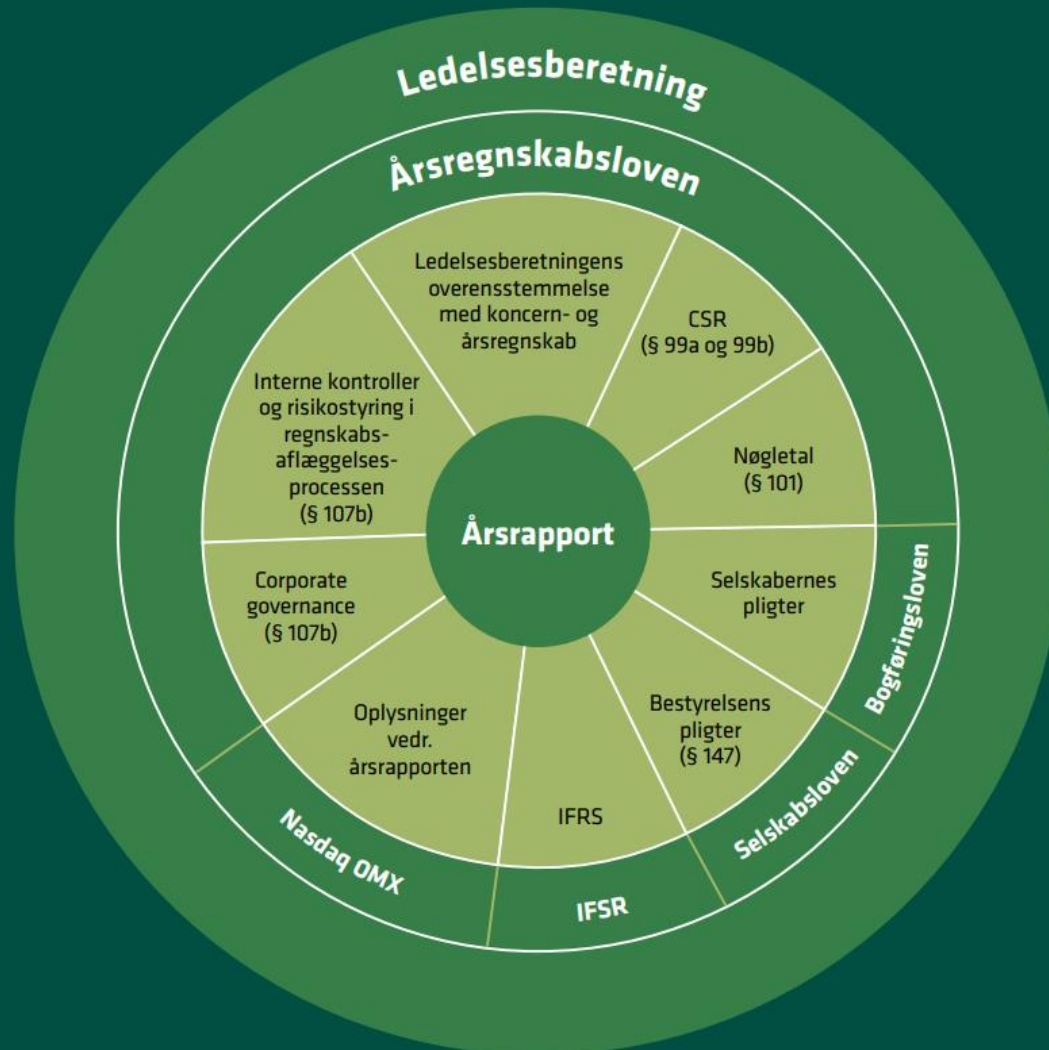 Ledelsesberetning
Årsregnskabsloven
Ledelsesberetningens
overensstemmelse
med koncern- og
årsregnskab
CSR
(§ 99a og 99b)
Nøgletal
(§ 101)
Selskabernes
pligter
Bogføringsloven
Bestyrelsens
pligter
(§ 147)
Selskabsloven
IFRS
IFSR
Oplysninger
vedr.
årsrapporten
Nasdaq OMX
Corporate
governance
(§ 107b)
Interne kontroller
og risikostyring i
regnskabs-
aflæggelses-
processen
(§ 107b)
Årsrapport